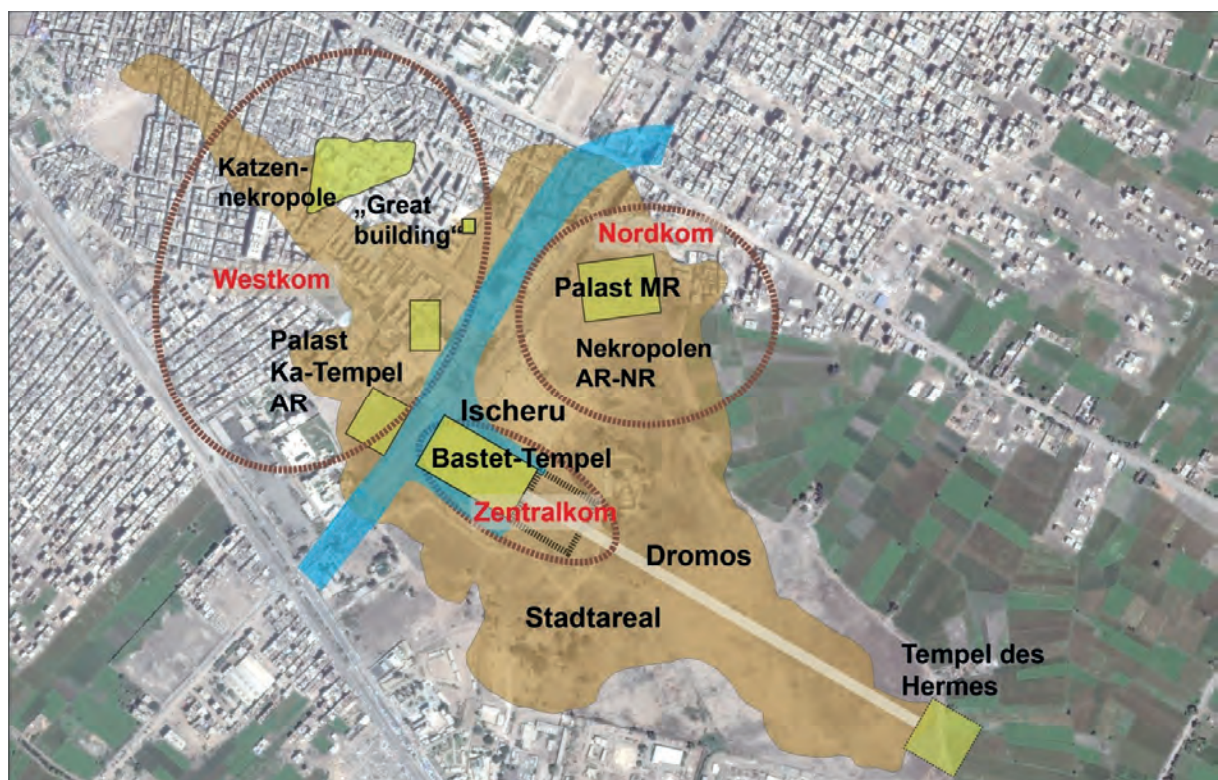 Katzen-
nekropole
„Great
building“
Nordkom
Westkom
Palast MR
Palast
Ka-Tempel
AR
Nekropolen
AR-NR
Ischeru
Bastet-Tempel
Zentralkom
Dromos
Stadtareal
Tempel des
Hermes